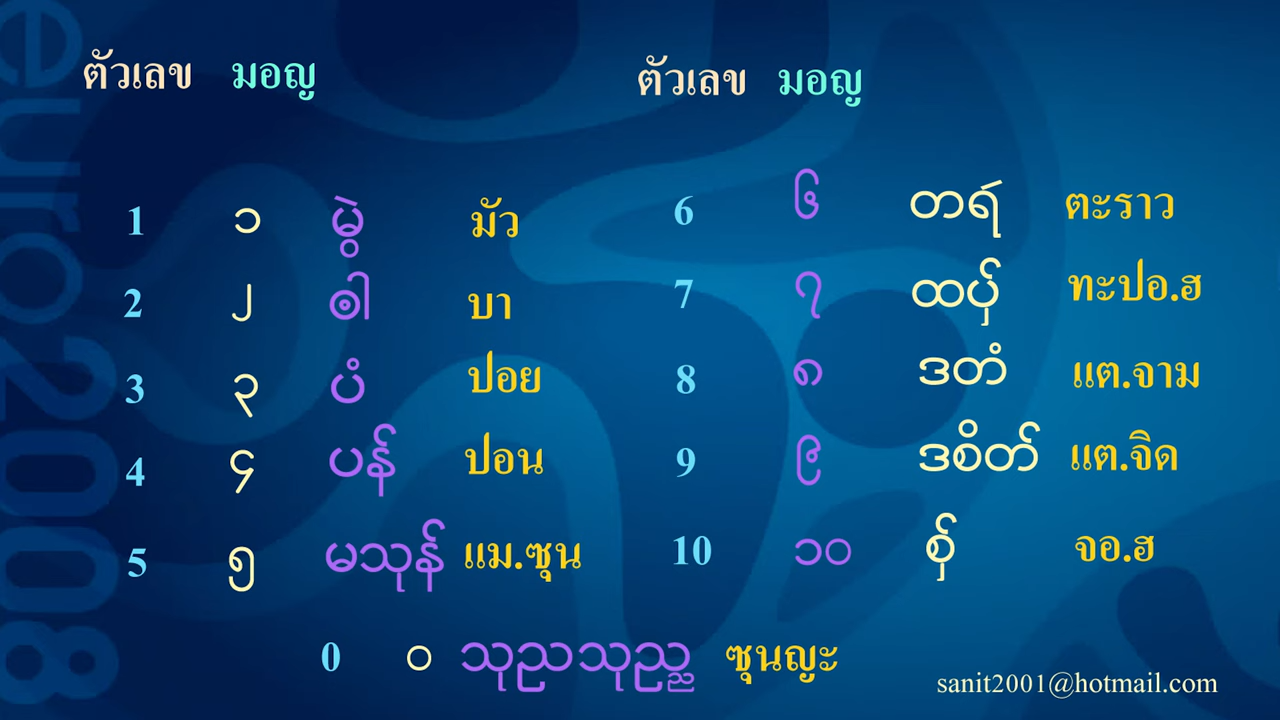 ตัวเลข มอญ ตัวเลข มอญ
1 ၁ မွဲ มัว 6 ၆ တရဴ ตะราว
2 ၂ ၜါ บา 7 ၇ ထပှ် ทะปอ.ฮ
3 ၃ ပံ ปอย 8 ၈ ဒတံ แต.จาม
4 ၄ ပန် ปอน 9 ၉ ဒစိတ် แต.จิด
5 ၅ မသုန် แม.ซุน 10 ၁၀ စှ် จอ.ฮ
0 ၀ သုညသုည္ည ซุนญะ
sanit2001@hotmail.com
euro2008